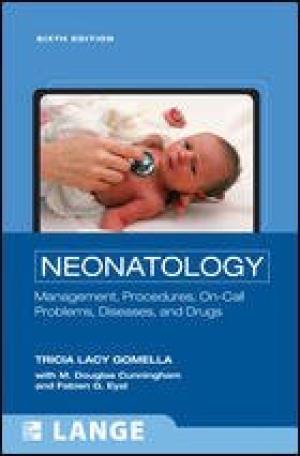 SIXTH EDITION
NEONATOLOGY
Management, Procedures, On-Call
Problems, Diseases, and Drugs
TRICIA LACY GOMELLA
with M. Douglas Cunningham
and Fabien G. Eyal
LANGE